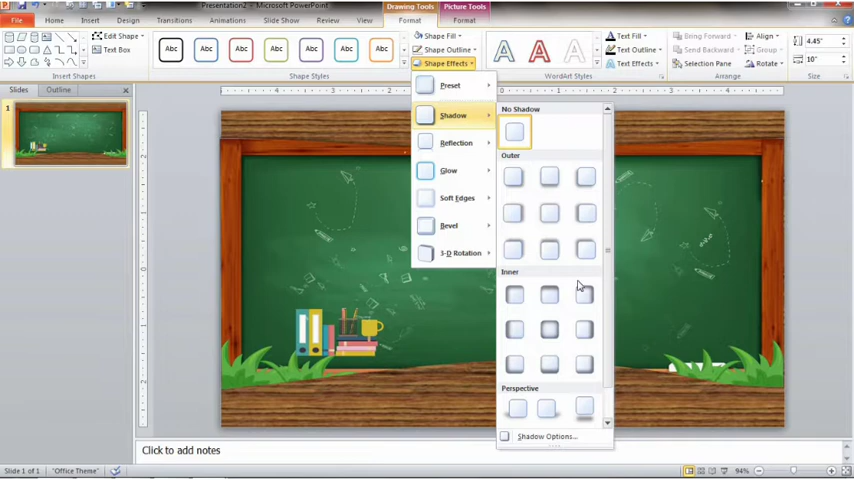 Presentation2 - Microsoft PowerPoint
Drawing Tools
Picture Tools
File
Home
Insert
Design
Transitions
Animations
Slide Show
Review
View
Format
Format
Edit Shape
Text Box
Abc
Abc
Abc
Abc
Abc
Abc
Abc
Shape Fill
Shape Outline
Shape Effects
A
A
A
Text Fill
Text Outline
Text Effects
Bring Forward
Send Backward
Selection Pane
Align
Group
Rotate
4.45"
10"
Insert Shapes
Shape Styles
WordArt Styles
Arrange
Size
Slides
Outline
1
Preset
Shadow
Reflection
Glow
Soft Edges
Bevel
3-D Rotation
No Shadow
Outer
Inner
Perspective
Shadow Options...
Click to add notes
Slide 1 of 1
"Office Theme"
94%